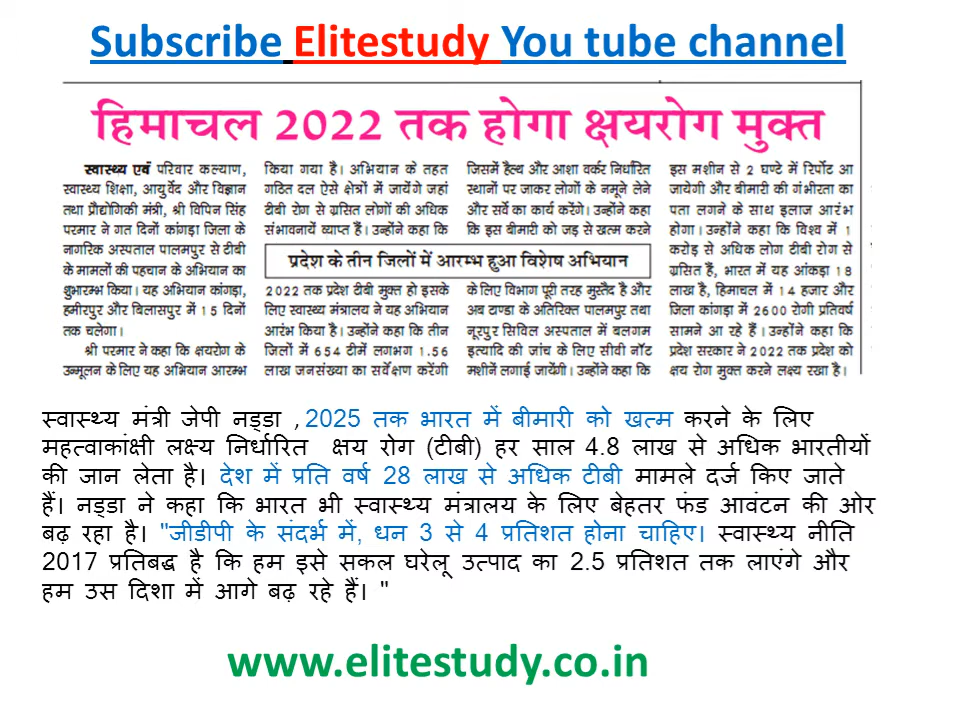 Subscribe Elitestudy You tube channel
हिमाचल 2022 तक होगा क्षयरोग मुक्त
स्वास्थ्य एवं परिवार कल्याण,
स्वास्थ्य शिक्षा, आयुर्वेद और विज्ञान
तथा प्रौद्योगिकी मंत्री, श्री विपिन सिंह
परमार ने गत दिनों कांगड़ा जिला के
नागरिक अस्पताल पालमपुर से टीबी
के मामलों की पहचान के अभियान का
शुभारम्भ किया। यह अभियान कांगड़ा,
हमीरपुर और बिलासपुर में 15 दिनों
तक चलेगा।
श्री परमार ने कहा कि क्षयरोग के
उन्मूलन के लिए यह अभियान आरम्भ
किया गया है। अभियान के तहत
गठित दल ऐसे क्षेत्रों में जायेंगे जहां
टीबी रोग से ग्रसित लोगों की अधिक
संभावनायें व्याप्त हैं। उन्होंने कहा कि
प्रदेश के तीन जिलों में आरम्भ हुआ विशेष अभियान
2022 तक प्रदेश टीबी मुक्त हो इसके
लिए स्वास्थ्य मंत्रालय ने यह अभियान
आरंभ किया है। उन्होंने कहा कि तीन
जिलों में 654 टीमें लगभग 1.56
लाख जनसंख्या का सर्वेक्षण करेंगी
जिसमें हैल्थ और आशा वर्कर निर्धारित
स्थानों पर जाकर लोगों के नमूने लेने
और सर्वे का कार्य करेंगे। उन्होंने कहा
कि इस बीमारी को जड़ से खत्म करने
के लिए विभाग पूरी तरह मुस्तैद है और
अब टाण्डा के अतिरिक्त पालमपुर तथा
नूरपुर सिविल अस्पताल में बलगम
इत्यादि की जांच के लिए सीवी नॉट
मशीनें लगाई जायेंगी। उन्होंने कहा कि
इस मशीन से 2 घण्टे में रिर्पोट आ
जायेगी और बीमारी की गंभीरता का
पता लगने के साथ इलाज आरंभ
होगा। उन्होंने कहा कि विश्व में 1
करोड़ से अधिक लोग टीबी रोग से
ग्रसित हैं, भारत में यह आंकड़ा 18
लाख है, हिमाचल में 14 हजार और
जिला कांगड़ा में 2600 रोगी प्रतिवर्ष
सामने आ रहे हैं। उन्होंने कहा कि
प्रदेश सरकार ने 2022 तक प्रदेश को
क्षय रोग मुक्त करने लक्ष्य रखा है।
स्वास्थ्य मंत्री जेपी नड्डा , 2025 तक भारत में बीमारी को खत्म करने के लिए
महत्वाकांक्षी लक्ष्य निर्धारित क्षय रोग (टीबी) हर साल 4.8 लाख से अधिक भारतीयों
की जान लेता है। देश में प्रति वर्ष 28 लाख से अधिक टीबी मामले दर्ज किए जाते
हैं। नड्डा ने कहा कि भारत भी स्वास्थ्य मंत्रालय के लिए बेहतर फंड आवंटन की ओर
बढ़ रहा है। "जीडीपी के संदर्भ में, धन 3 से 4 प्रतिशत होना चाहिए। स्वास्थ्य नीति
2017 प्रतिबद्ध है कि हम इसे सकल घरेलू उत्पाद का 2.5 प्रतिशत तक लाएंगे और
हम उस दिशा में आगे बढ़ रहे हैं। "
www.elitestudy.co.in